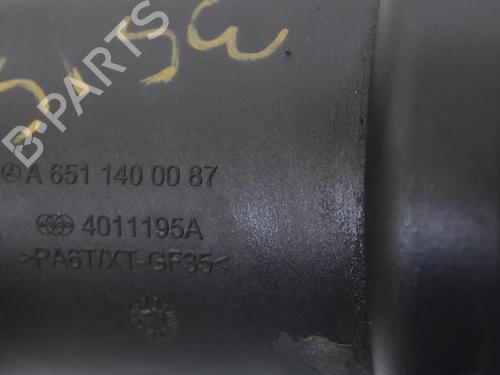 B-PARTS
A 651 140 00 87
4011195A
>PA6T/XT-GF35<